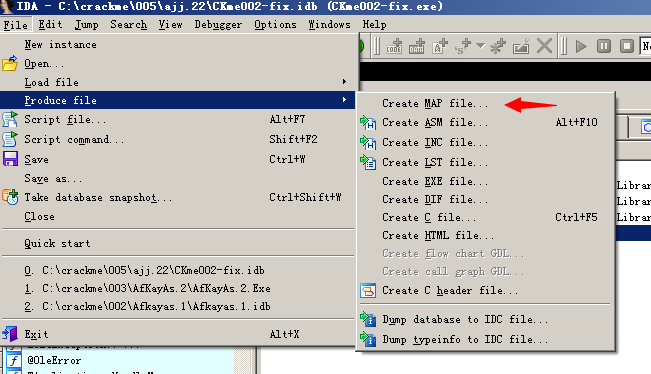 IDA - C:\crackme\005\ajj.22\CKme002-fix.idb (CKme002-fix.exe)
File Edit Jump Search View Debugger Options Windows Help
New instance
Open...
Load file
Produce file
Script file... Alt+F7
Script command... Shift+F2
Save Ctrl+W
Save as...
Take database snapshot... Ctrl+Shift+W
Close
Quick start
0. C:\crackme\005\ajj.22\CKme002-fix.idb
1. C:\crackme\003\AfKayAs.2\AfKayAs.2.Exe
2. C:\crackme\002\Afkayas.1\Afkayas.1.idb
Exit Alt+X
@OleError
Create MAP file...
Create ASM file... Alt+F10
Create INC file...
Create LST file...
Create EXE file...
Create DIF file...
Create C file... Ctrl+F5
Create HTML file...
Create flow chart GDL...
Create call graph GDL...
Create C header file...
Dump database to IDC file...
Dump typeinfo to IDC file...
Librar
Librar
Librar